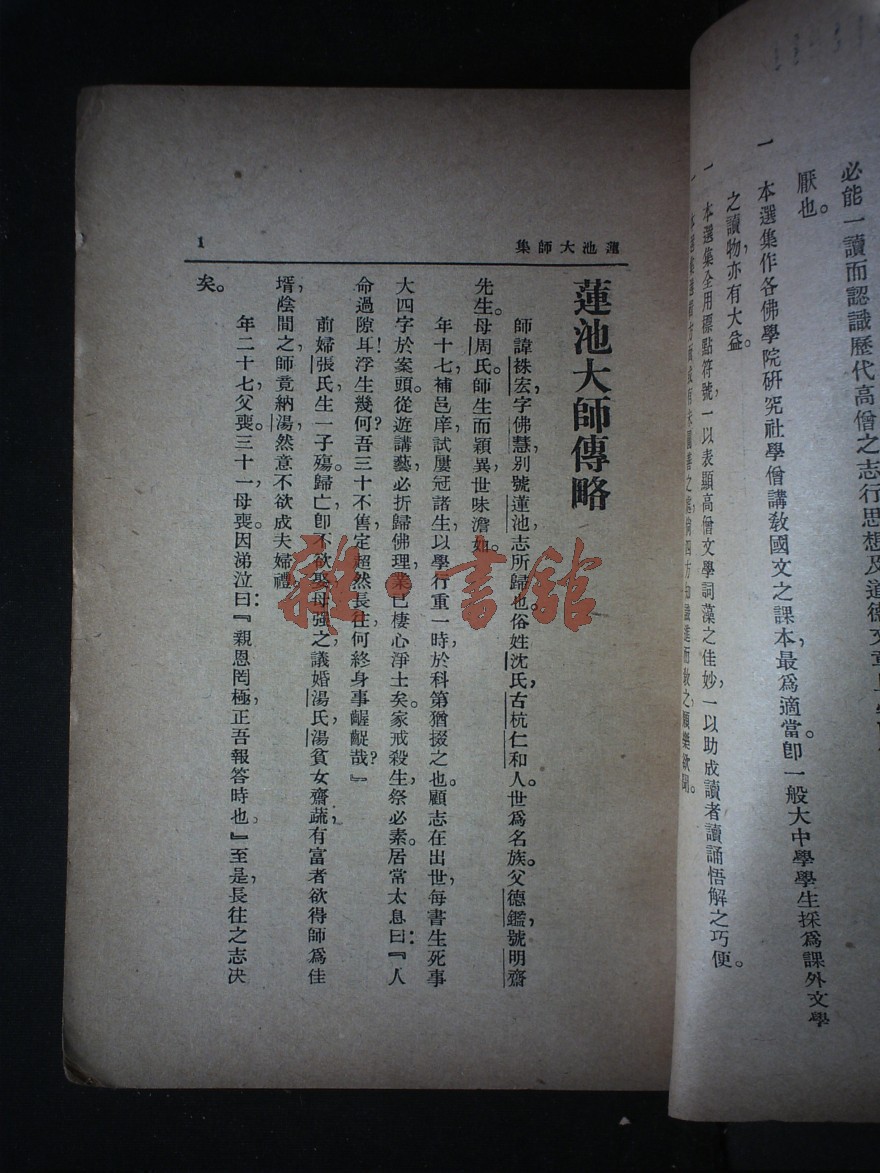 必能一讀而認識歷代高僧之志行思想及道德文章
厭也。
一 本選集作各佛學院研究社學僧講教國文之課本，最爲適當。卽一般大中學學生採爲課外文學
之讀物，亦有大益。
一 本選集全用標點符號，一以表顯高僧文學詞藻之佳妙，一以助成讀者讀誦悟解之巧便。
蓮池大師集
1
蓮池大師傳略
師諱袾宏，字佛慧，别號蓮池，志所歸也。俗姓沈氏，古杭仁和人。世爲名族。父德鑑，號明齋
先生。母周氏。師生而穎異，世味澹如。
年十七，補邑庠，試屢冠諸生，以學行重一時，於科第猶掇之也。顧志在出世，每書生死事
大四字於案頭。從遊講藝，必折歸佛理，業已棲心淨土矣。家戒殺生，祭必素。居常太息曰：『人
命過隙耳！浮生幾何？吾三十不售，定超然長往，何終身事齷齪哉？』
前婦張氏，生一子，殤。歸亡，卽不欲娶，母强之，議婚湯氏，湯貧女齋蔬，有富者欲得師爲佳
壻，陰間之，師竟納湯，然意不欲成夫婦禮。
年二十七，父喪。三十一，母喪。因涕泣曰：『親恩罔極，正吾報答時也。』至是，長往之志决
矣。
雜·書館